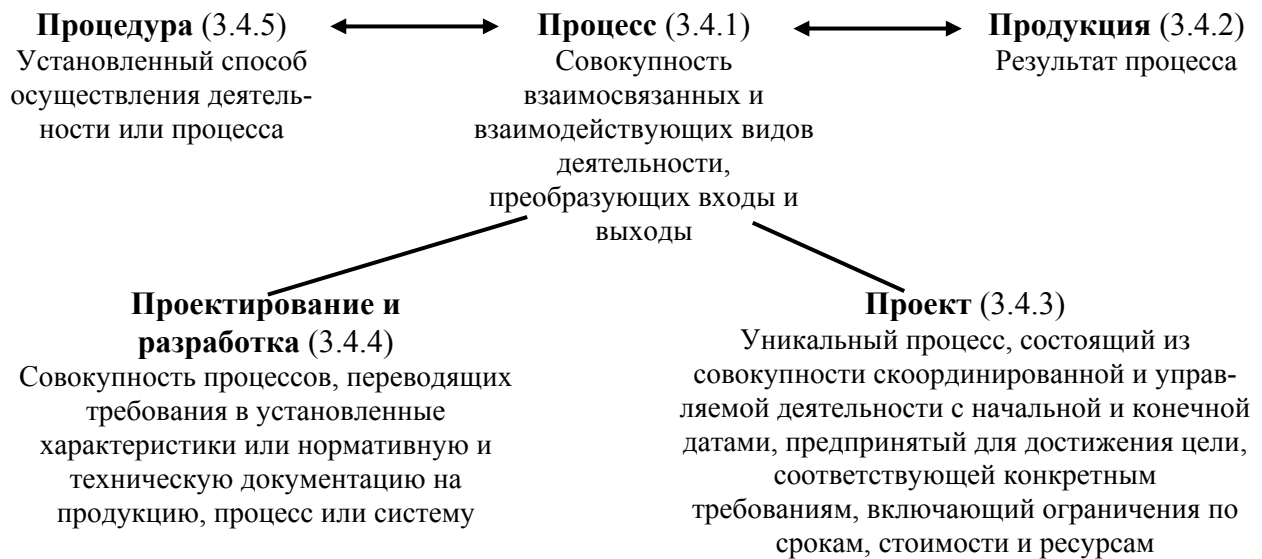 Процедура (3.4.5)
Установленный способ
осуществления деятель-
ности или процесса
Процесс (3.4.1)
Совокупность
взаимосвязанных и
взаимодействующих видов
деятельности,
преобразующих входы и
выходы
Продукция (3.4.2)
Результат процесса
Проектирование и
разработка (3.4.4)
Совокупность процессов, переводящих
требования в установленные
характеристики или нормативную и
техническую документацию на
продукцию, процесс или систему
Проект (3.4.3)
Уникальный процесс, состоящий из
совокупности скоординированной и управ-
ляемой деятельности с начальной и конечной
датами, предпринятый для достижения цели,
соответствующей конкретным
требованиям, включающий ограничения по
срокам, стоимости и ресурсам